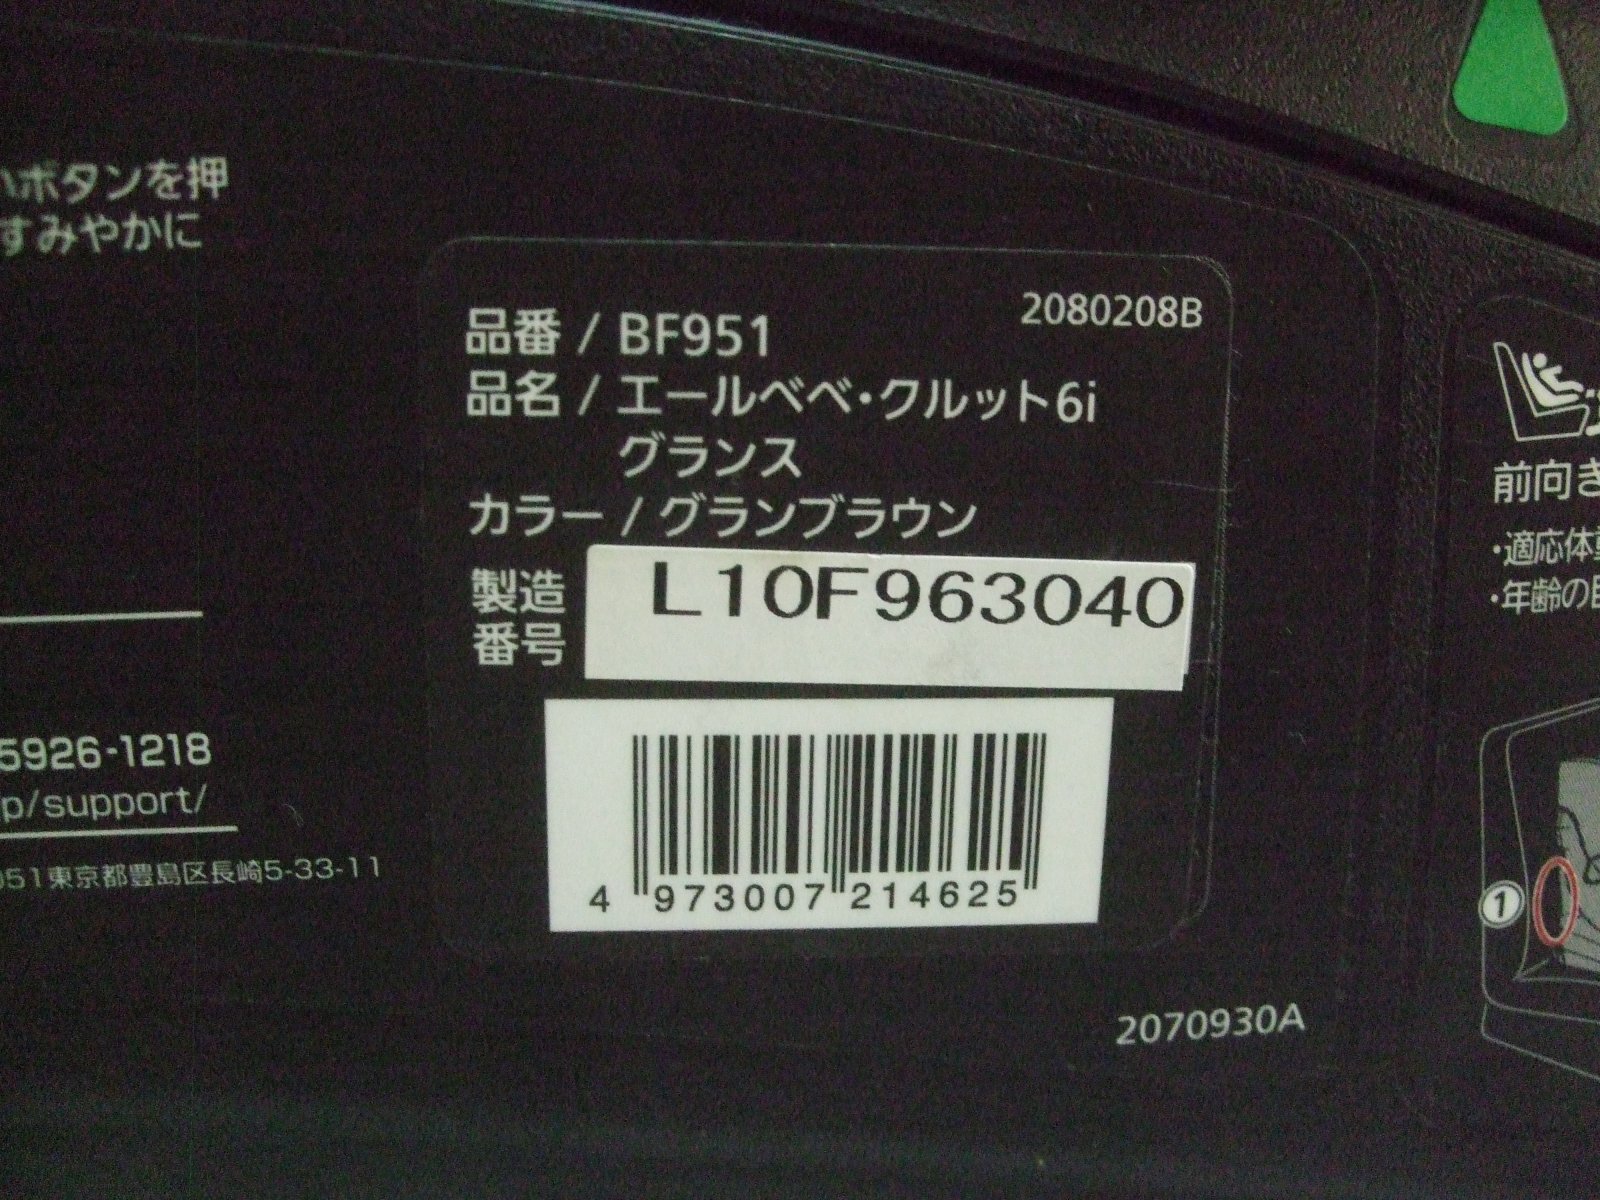 ボタンを押
すみやかに
5926-1218
p/support/
051東京都豊島区長崎5-33-11
2080208B
品番 / BF951
品名 / エールベベ・クルット6i
グランス
カラー / グランブラウン
製造
番号
L10F963040
4 973007 214625
2070930A
前向き
・適応体重
・年齢の目
1